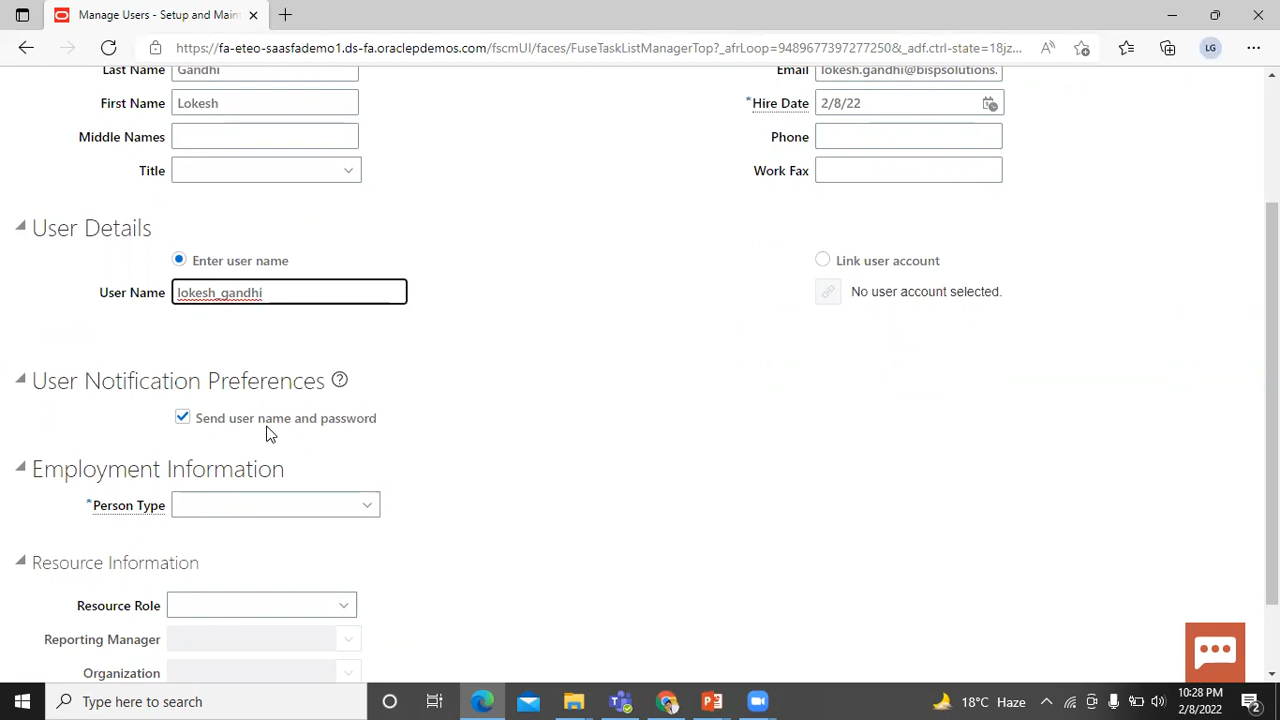 Manage Users - Setup and Main
https://fa-eteo-saasfademo1.ds-fa.oraclepdemos.com/fscmUI/faces/FuseTaskListManagerTop?_afrLoop=9489677397277250&_adf.ctrl-state=18jz...
LG
Last Name Gandhi
Email lokesh.gandhi@bispsolutions.
First Name Lokesh
*Hire Date 2/8/22
Middle Names
Phone
Title
Work Fax
User Details
Enter user name
Link user account
User Name lokesh_gandhi
No user account selected.
User Notification Preferences
Send user name and password
Employment Information
*Person Type
Resource Information
Resource Role
Reporting Manager
Organization
Type here to search
18°C Haze
10:28 PM
2/8/2022
2